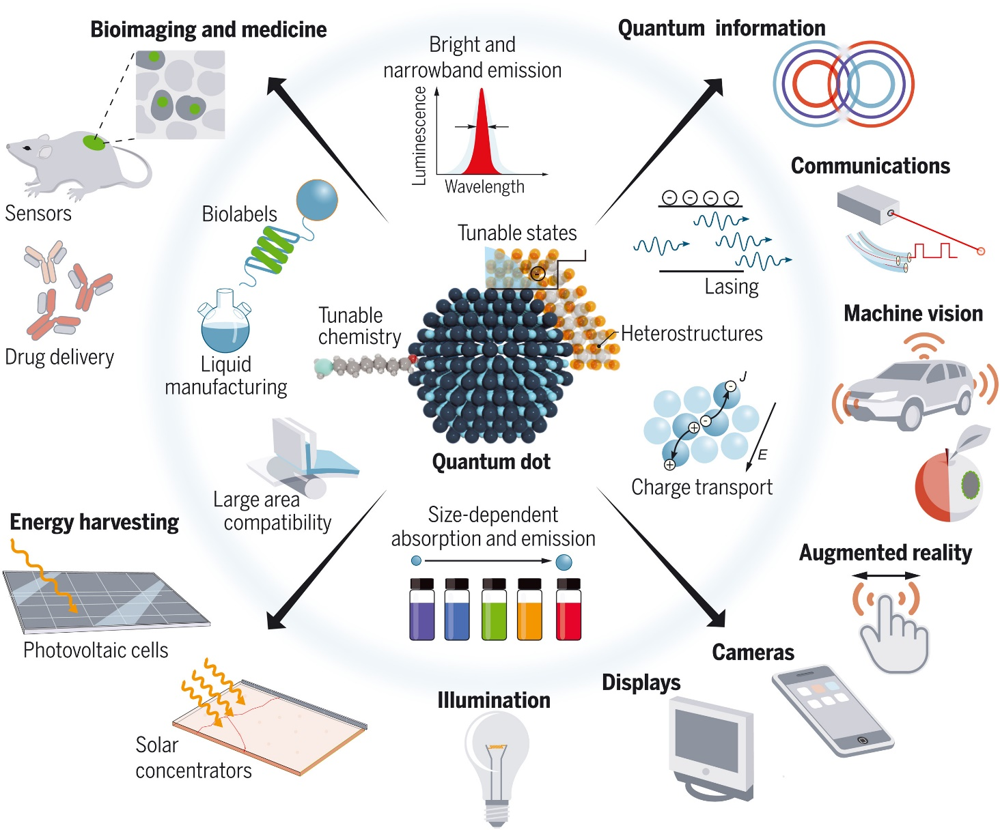 Bioimaging and medicine
Quantum information
Bright and
narrowband emission
Luminescence
Wavelength
Communications
Sensors
Biolabels
Tunable states
-
- - - -
Lasing
Machine vision
Tunable
chemistry
Heterostructures
Drug delivery
Liquid
manufacturing
J
-
-
+
+
E
Quantum dot
Charge transport
Large area
compatibility
Size-dependent
absorption and emission
Energy harvesting
Augmented reality
Photovoltaic cells
Cameras
Displays
Illumination
Solar
concentrators